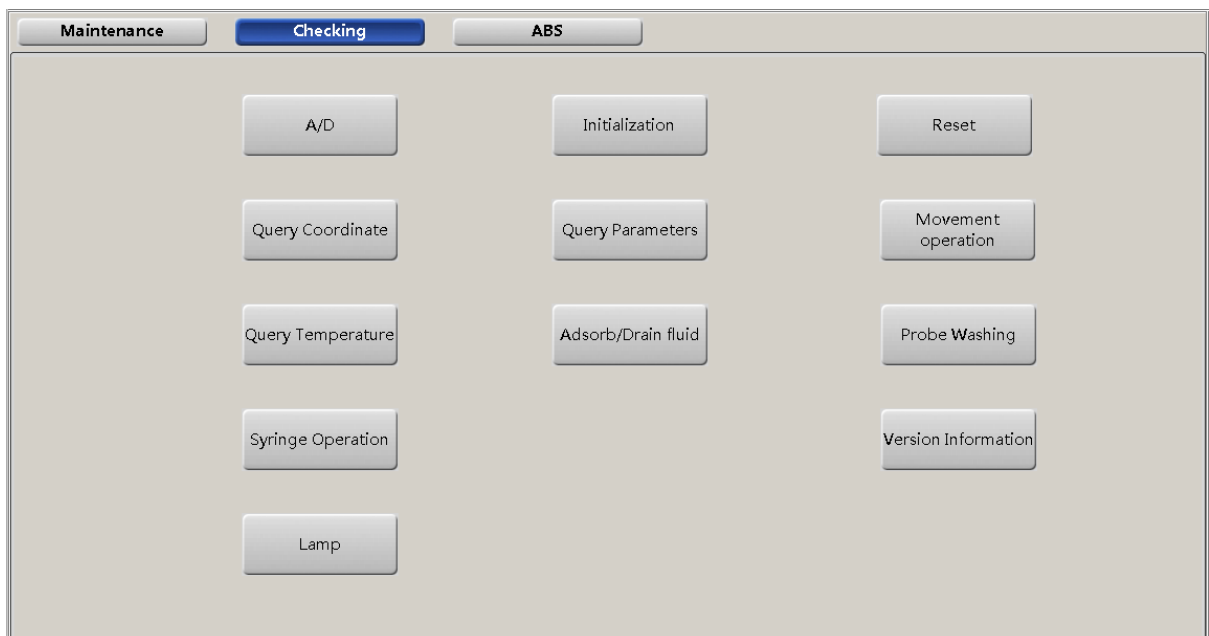 Maintenance
Checking
ABS
A/D
Initialization
Reset
Query Coordinate
Query Parameters
Movement
operation
Query Temperature
Adsorb/Drain fluid
Probe Washing
Syringe Operation
Version Information
Lamp